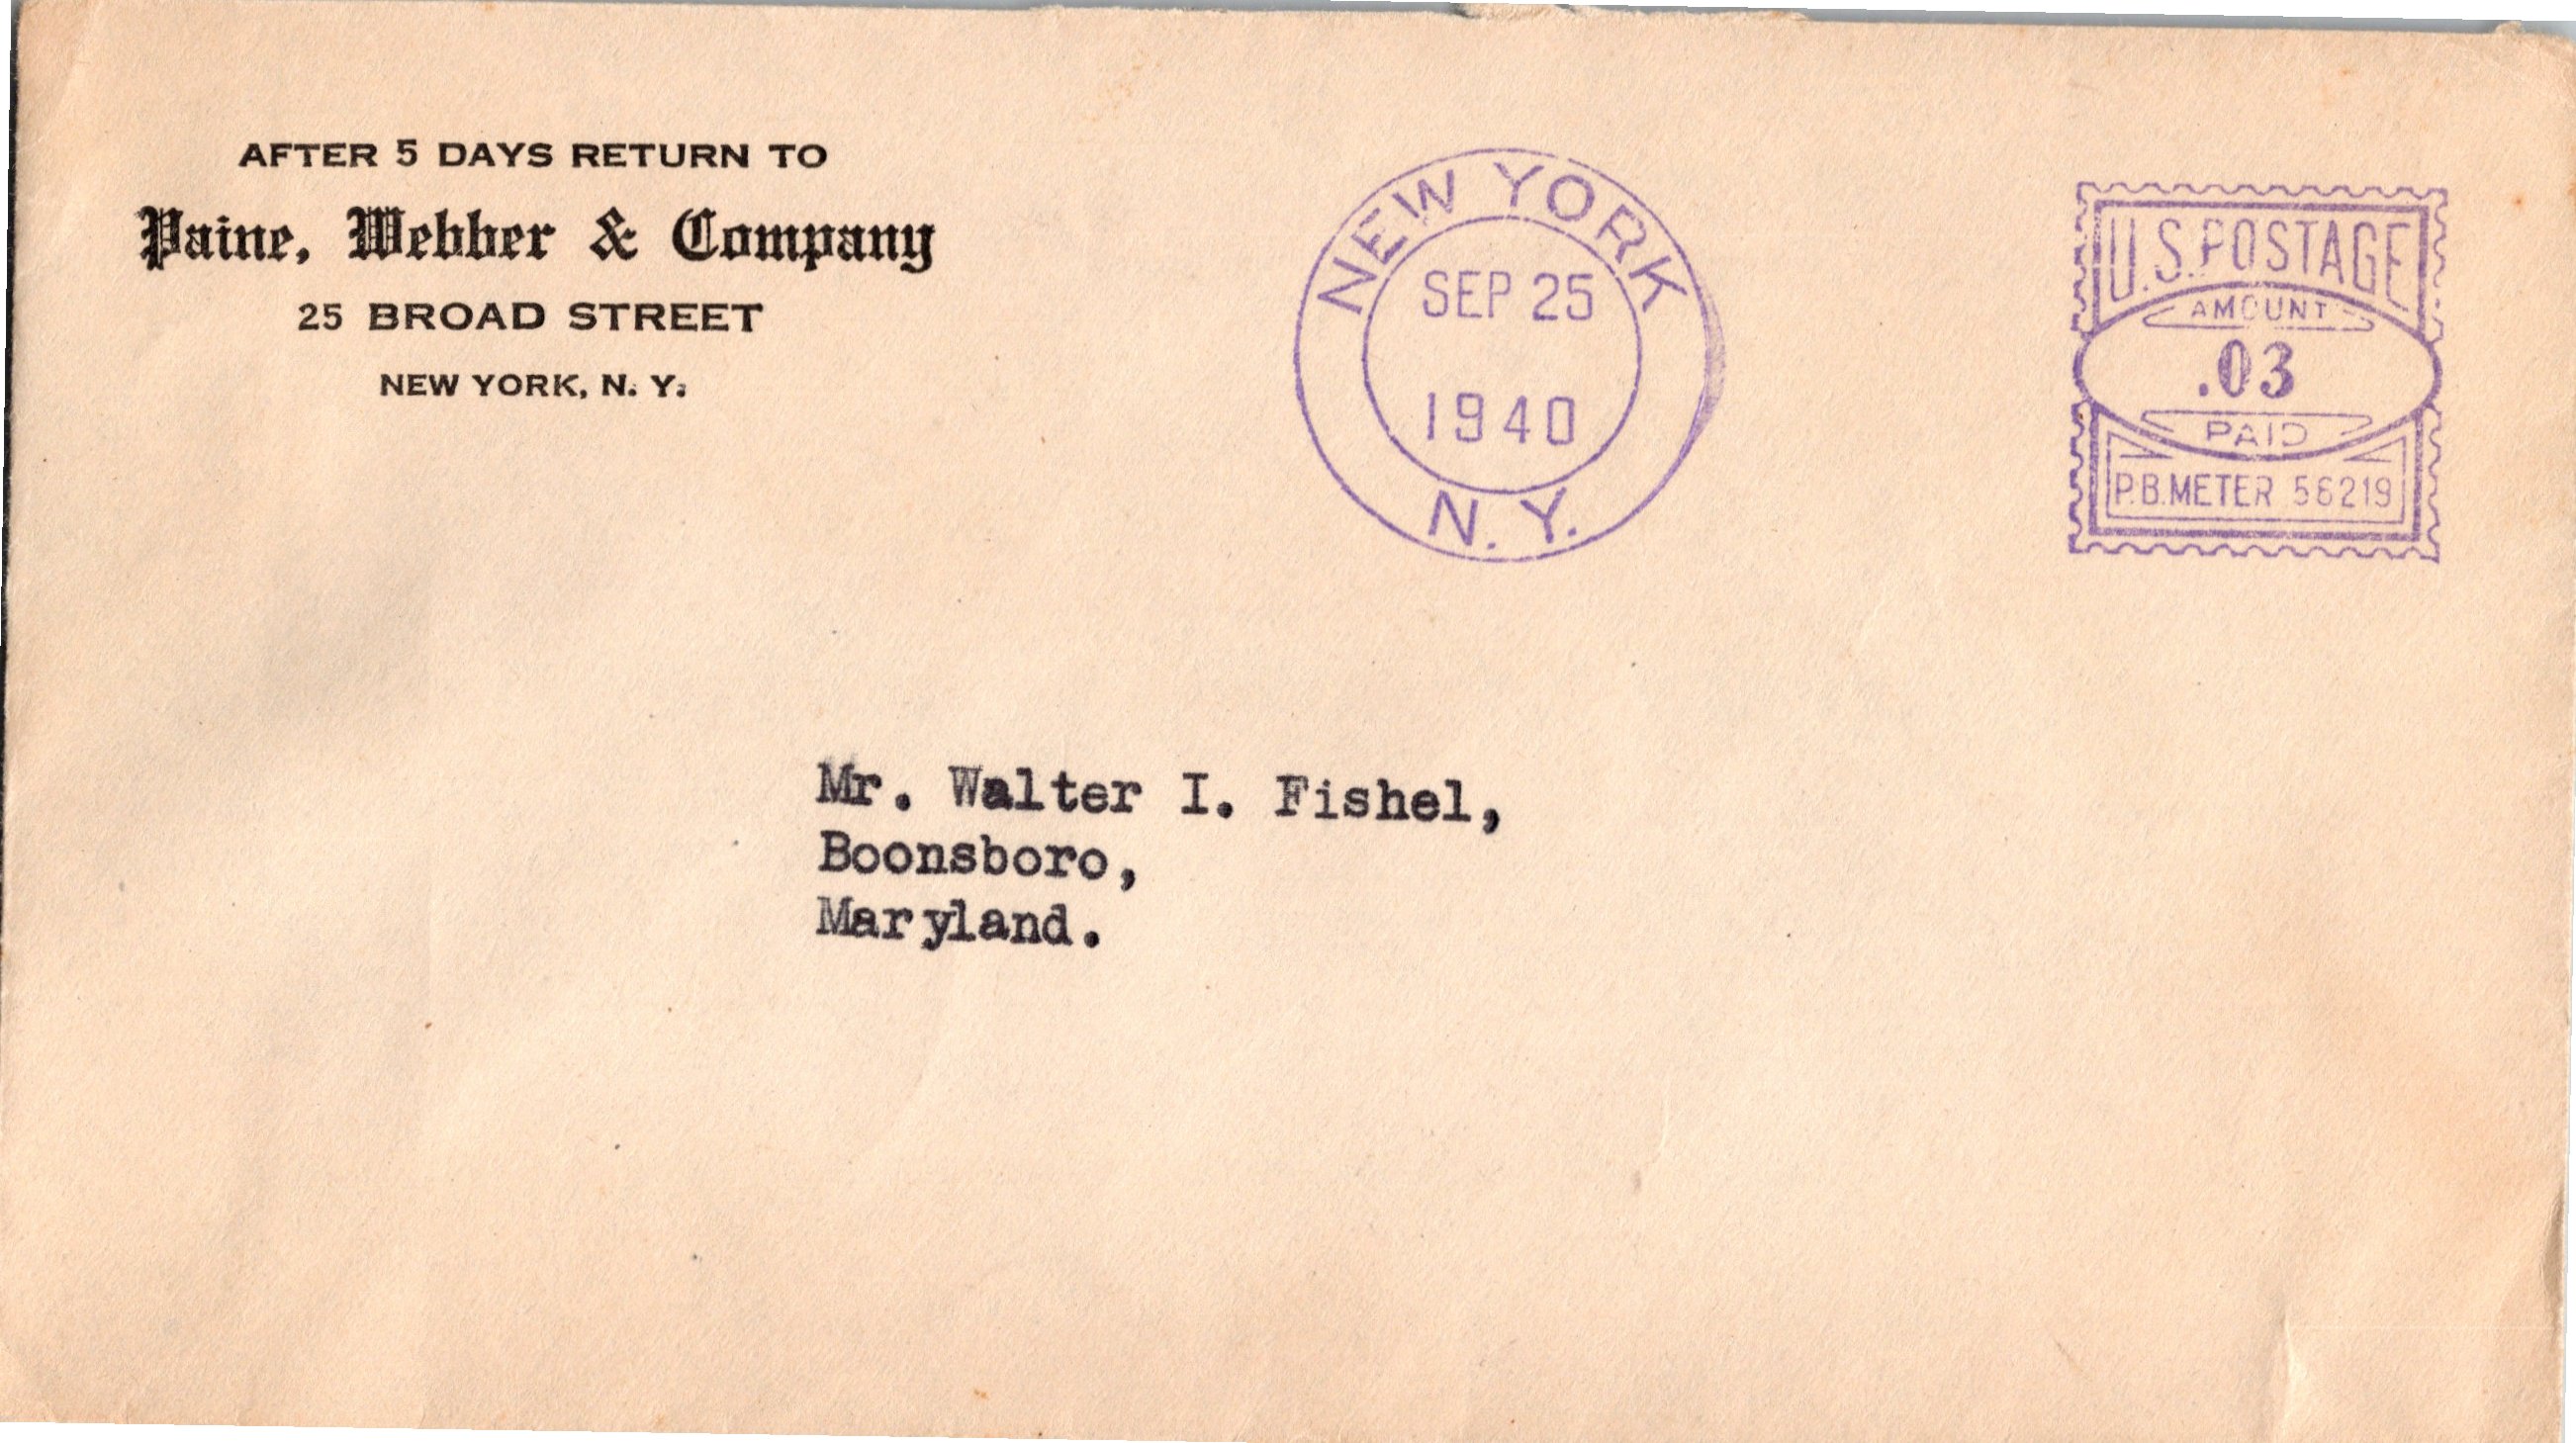 AFTER 5 DAYS RETURN TO
Paine, Webber & Company
25 BROAD STREET
NEW YORK, N. Y.
NEW YORK
SEP 25
1940
N. Y.
U.S. POSTAGE
AMOUNT
.03
PAID
P.B. METER 56219
Mr. Walter I. Fishel,
Boonsboro,
Maryland.